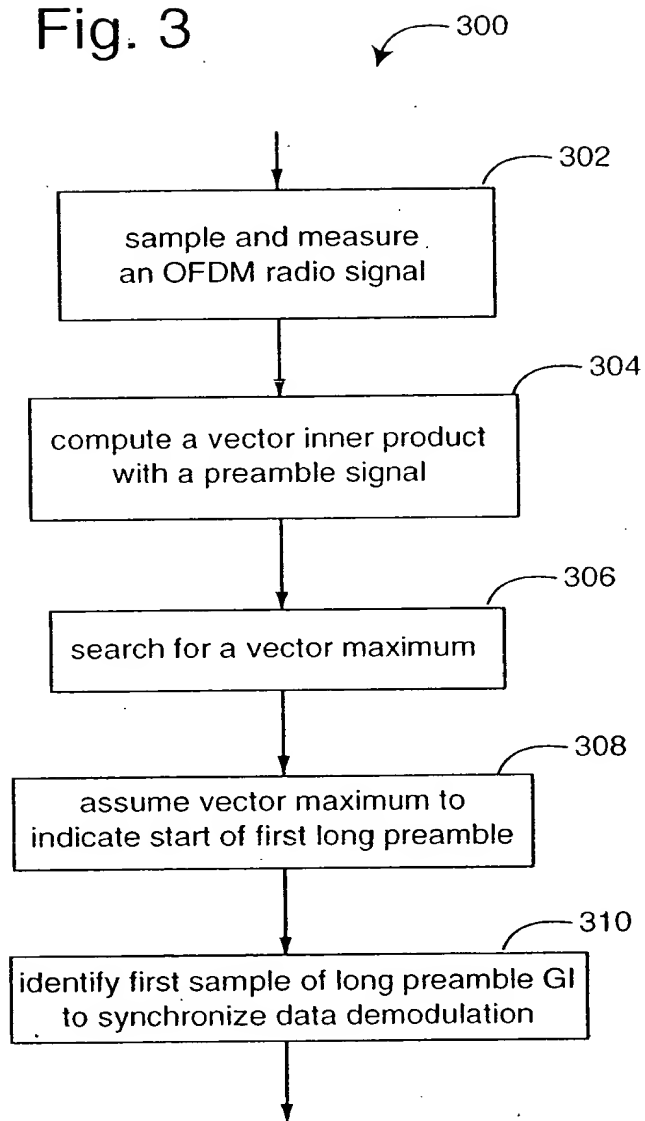 Fig. 3
300
302
sample and measure
an OFDM radio signal
304
compute a vector inner product
with a preamble signal
306
search for a vector maximum
308
assume vector maximum to
indicate start of first long preamble
310
identify first sample of long preamble GI
to synchronize data demodulation